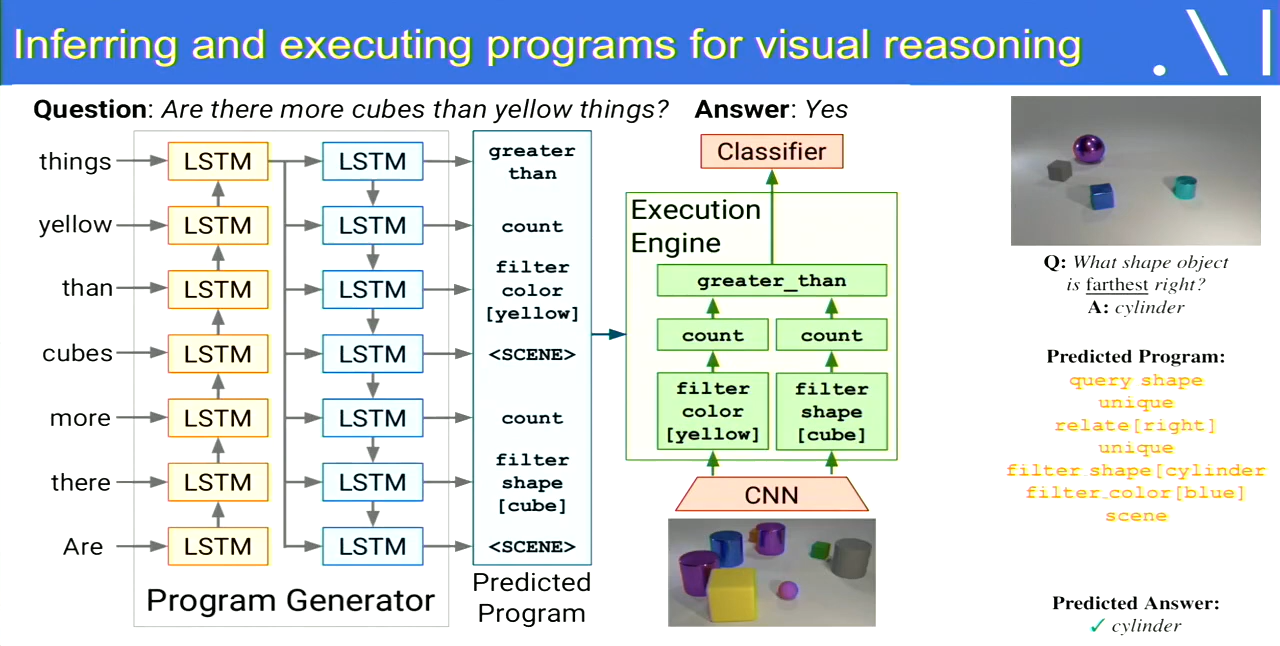 Inferring and executing programs for visual reasoning
. \ |
Question: Are there more cubes than yellow things? Answer: Yes
things
yellow
than
cubes
more
there
Are
LSTM
LSTM
LSTM
LSTM
LSTM
LSTM
LSTM
LSTM
LSTM
LSTM
LSTM
LSTM
LSTM
LSTM
Program Generator
greater
than
count
filter
color
[yellow]
<SCENE>
count
filter
shape
[cube]
<SCENE>
Predicted
Program
Classifier
Execution
Engine
greater_than
count
count
filter
color
[yellow]
filter
shape
[cube]
CNN
Q: What shape object
is farthest right?
A: cylinder
Predicted Program:
query shape
unique
relate[right]
unique
filter shape[cylinder
filter_color[blue]
scene
Predicted Answer:
✓ cylinder